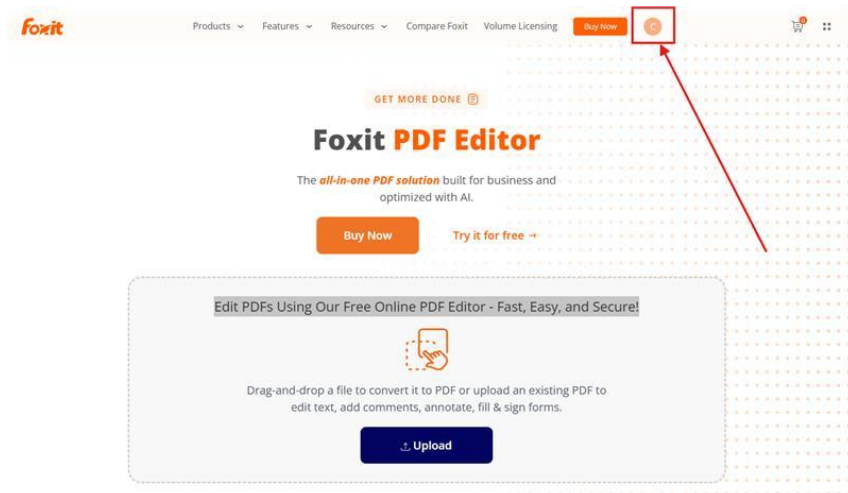 Foxit
Products Features Resources Compare Foxit Volume Licensing Buy Now C 0
GET MORE DONE
Foxit PDF Editor
The all-in-one PDF solution built for business and
optimized with AI.
Buy Now Try it for free →
Edit PDFs Using Our Free Online PDF Editor - Fast, Easy, and Secure!
Drag-and-drop a file to convert it to PDF or upload an existing PDF to
edit text, add comments, annotate, fill & sign forms.
Upload